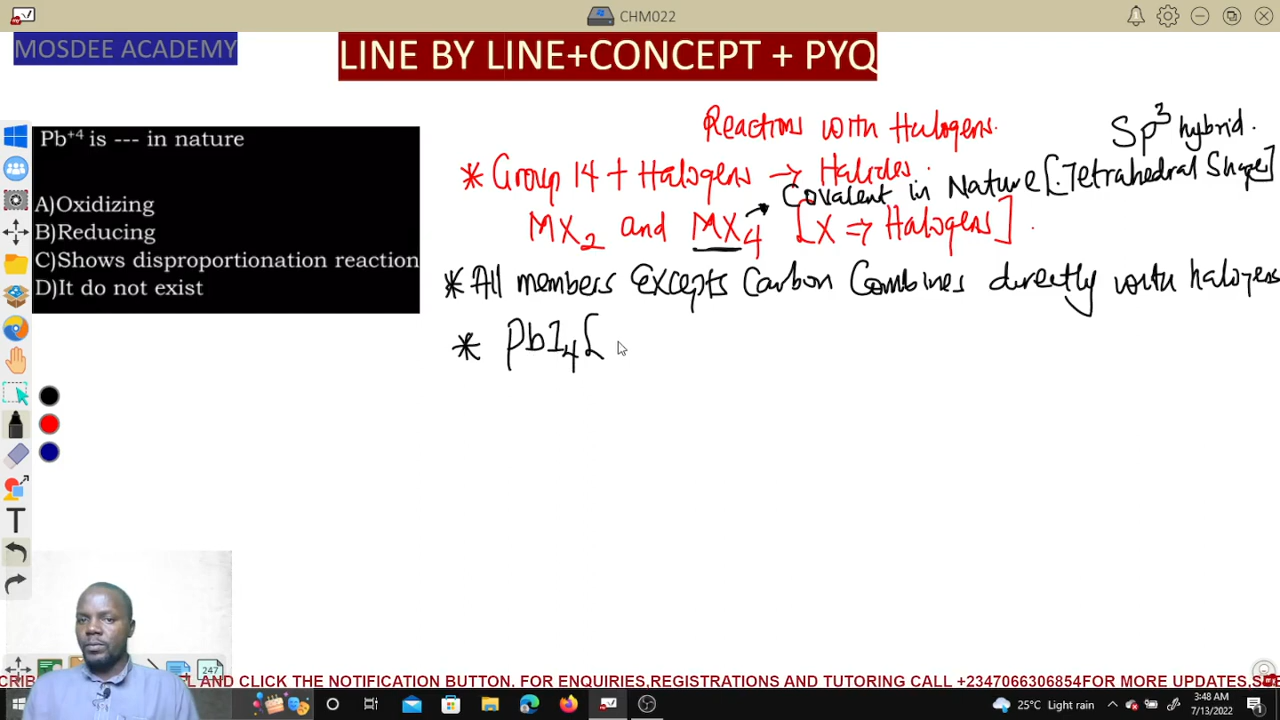 CHM022
MOSDEE ACADEMY
LINE BY LINE+CONCEPT + PYQ
Pb+4 is --- in nature
A)Oxidizing
B)Reducing
C)Shows disproportionation reaction
D)It do not exist
Reactions with Halogens.
Sp3 hybrid.
* Group 14 + Halogens → Halides.
Covalent in Nature [Tetrahedral Shape]
MX2 and MX4 [X ⇒ Halogens].
* All members Excepts Carbon Combines directly with halogens
* PbI4[
T
247
CRIBE AND CLICK THE NOTIFICATION BUTTON. FOR ENQUIRIES,REGISTRATIONS AND TUTORING CALL +2347066306854FOR MORE UPDATES,
25°C Light rain
3:48 AM
7/13/2022